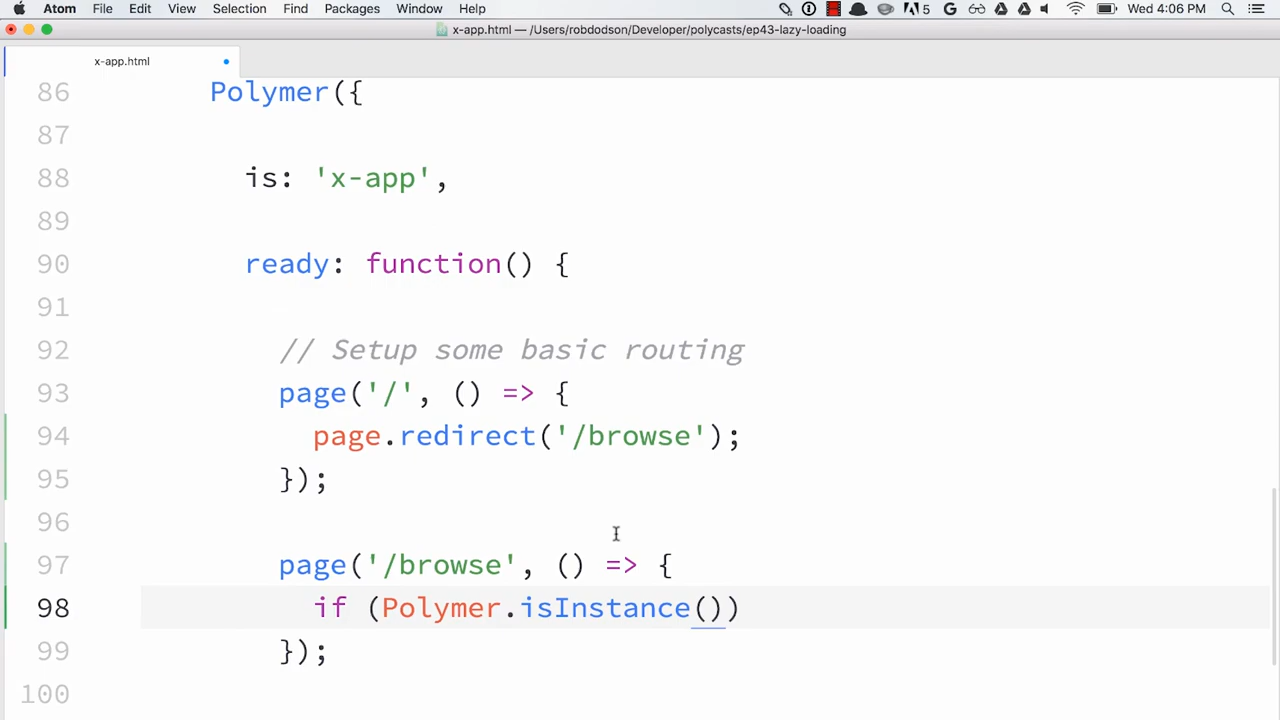 Atom File Edit View Selection Find Packages Window Help 5 Wed 4:06 PM
x-app.html — /Users/robdodson/Developer/polycasts/ep43-lazy-loading
x-app.html
86 Polymer({
87
88 is: 'x-app',
89
90 ready: function() {
91
92 // Setup some basic routing
93 page('/', () => {
94 page.redirect('/browse');
95 });
96
97 page('/browse', () => {
98 if (Polymer.isInstance())
99 });
100